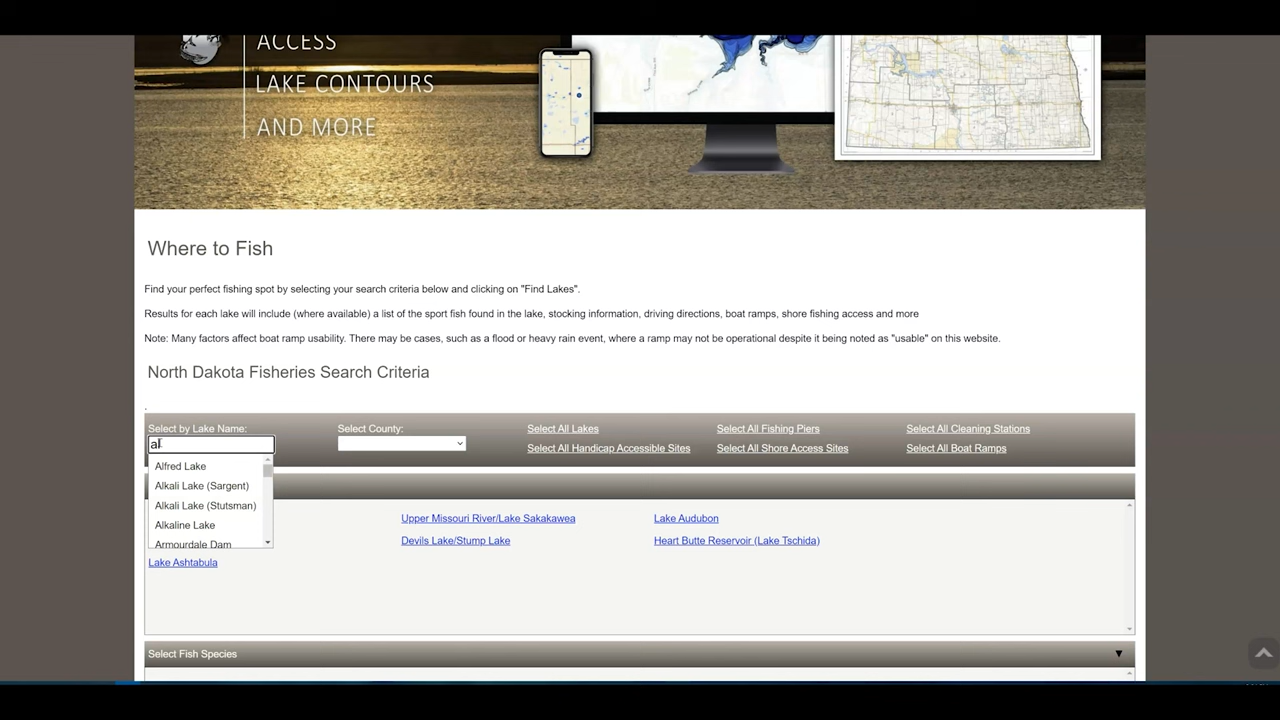 ACCESS
LAKE CONTOURS
AND MORE
Where to Fish
Find your perfect fishing spot by selecting your search criteria below and clicking on "Find Lakes".
Results for each lake will include (where available) a list of the sport fish found in the lake, stocking information, driving directions, boat ramps, shore fishing access and more
Note: Many factors affect boat ramp usability. There may be cases, such as a flood or heavy rain event, where a ramp may not be operational despite it being noted as "usable" on this website.
North Dakota Fisheries Search Criteria
.
Select by Lake Name: Select County: Select All Lakes Select All Fishing Piers Select All Cleaning Stations
al
Select All Handicap Accessible Sites Select All Shore Access Sites Select All Boat Ramps
Alfred Lake
Alkali Lake (Sargent)
Alkali Lake (Stutsman)
Alkaline Lake
Armourdale Dam
Upper Missouri River/Lake Sakakawea Lake Audubon
Devils Lake/Stump Lake Heart Butte Reservoir (Lake Tschida)
Lake Ashtabula
Select Fish Species